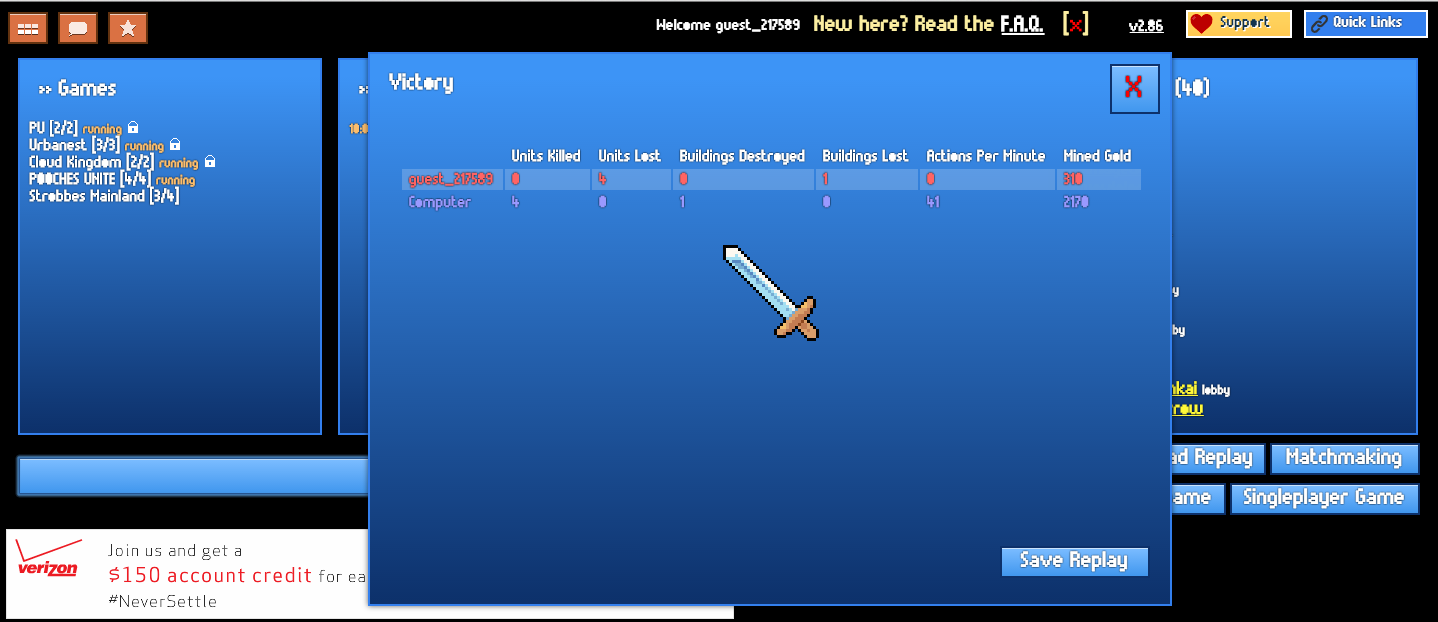 Welcome guest_217589 New here? Read the F.A.Q. [x] v2.86 Support Quick Links
>> Games
PU [2/2] running
Urbanest [3/3] running
Cloud Kingdom [2/2] running
POOCHES UNITE [4/4] running
Strobbes Mainland [3/4]
>>
10:0
Victory
X
Units Killed Units Lost Buildings Destroyed Buildings Lost Actions Per Minute Mined Gold
guest_217589 0 4 0 1 0 310
Computer 4 0 1 0 41 2170
Save Replay
(40)
y
by
kai lobby
row
ad Replay Matchmaking
ame Singleplayer Game
verizon
Join us and get a
$150 account credit for ea
#NeverSettle